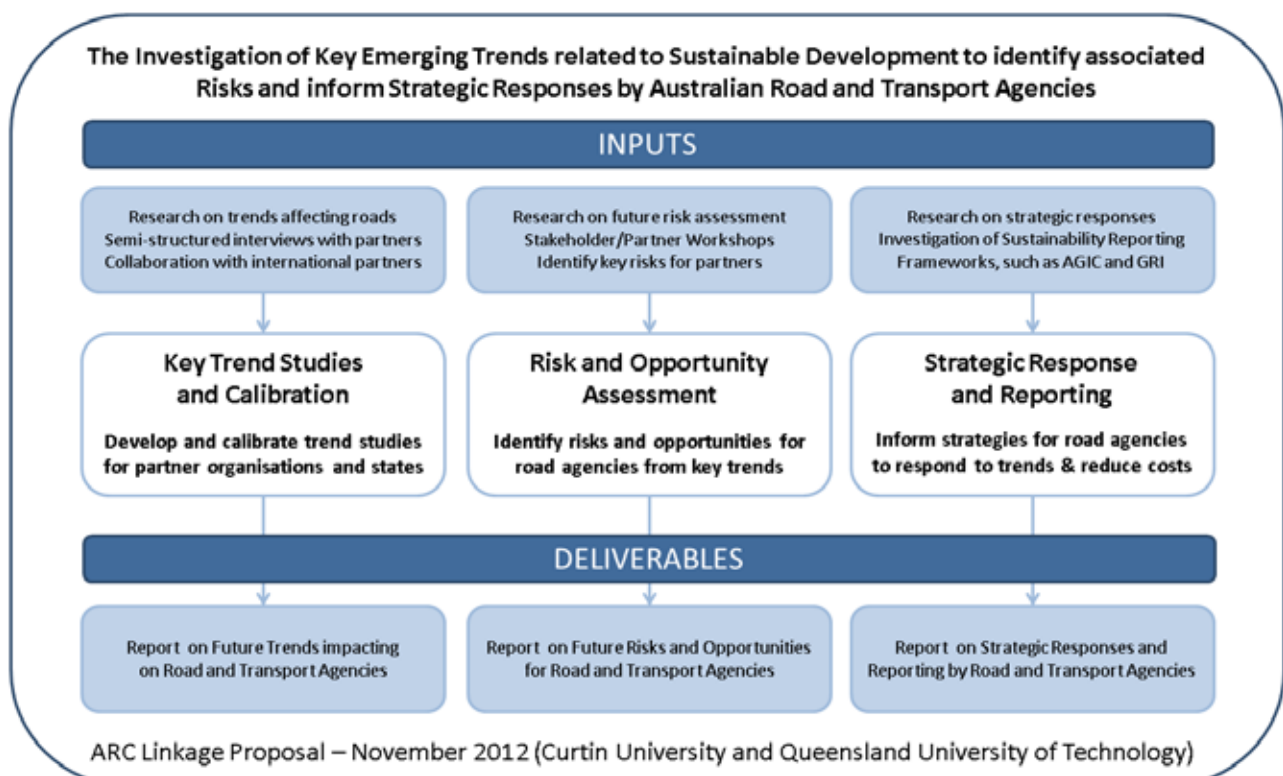 The Investigation of Key Emerging Trends related to Sustainable Development to identify associated
Risks and inform Strategic Responses by Australian Road and Transport Agencies
INPUTS
Research on trends affecting roads
Semi-structured interviews with partners
Collaboration with international partners
Research on future risk assessment
Stakeholder/Partner Workshops
Identify key risks for partners
Research on strategic responses
Investigation of Sustainability Reporting
Frameworks, such as AGIC and GRI
Key Trend Studies
and Calibration
Develop and calibrate trend studies
for partner organisations and states
Risk and Opportunity
Assessment
Identify risks and opportunities for
road agencies from key trends
Strategic Response
and Reporting
Inform strategies for road agencies
to respond to trends & reduce costs
DELIVERABLES
Report on Future Trends impacting
on Road and Transport Agencies
Report on Future Risks and Opportunities
for Road and Transport Agencies
Report on Strategic Responses and
Reporting by Road and Transport Agencies
ARC Linkage Proposal – November 2012 (Curtin University and Queensland University of Technology)